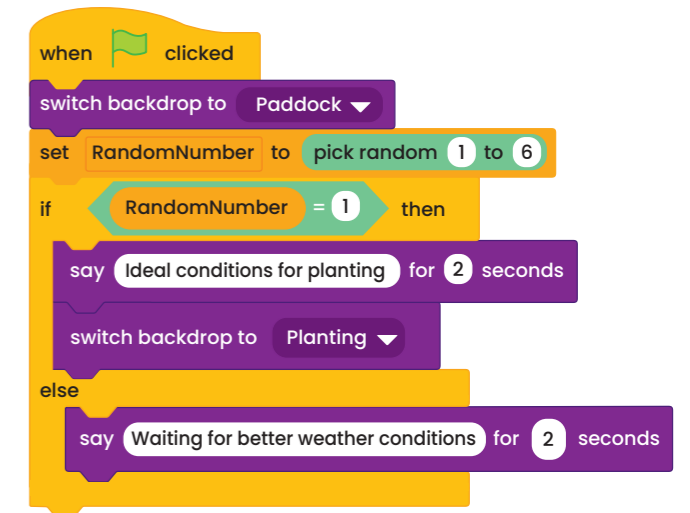 when clicked
switch backdrop to Paddock
set RandomNumber to pick random 1 to 6
if RandomNumber = 1 then
say Ideal conditions for planting for 2 seconds
switch backdrop to Planting
else
say Waiting for better weather conditions for 2 seconds